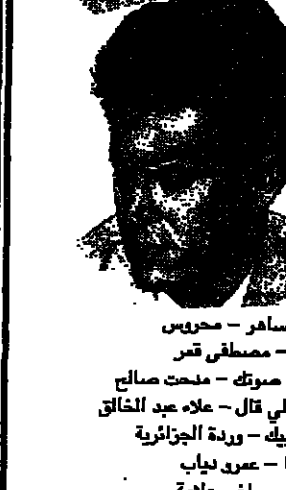 ساهر – محروس
– مصطفى قمر
صوتك – مدحت صالح
لي قال – علاء عبد الخالق
يك – وردة الجزائرية
ا – عمرو دياب